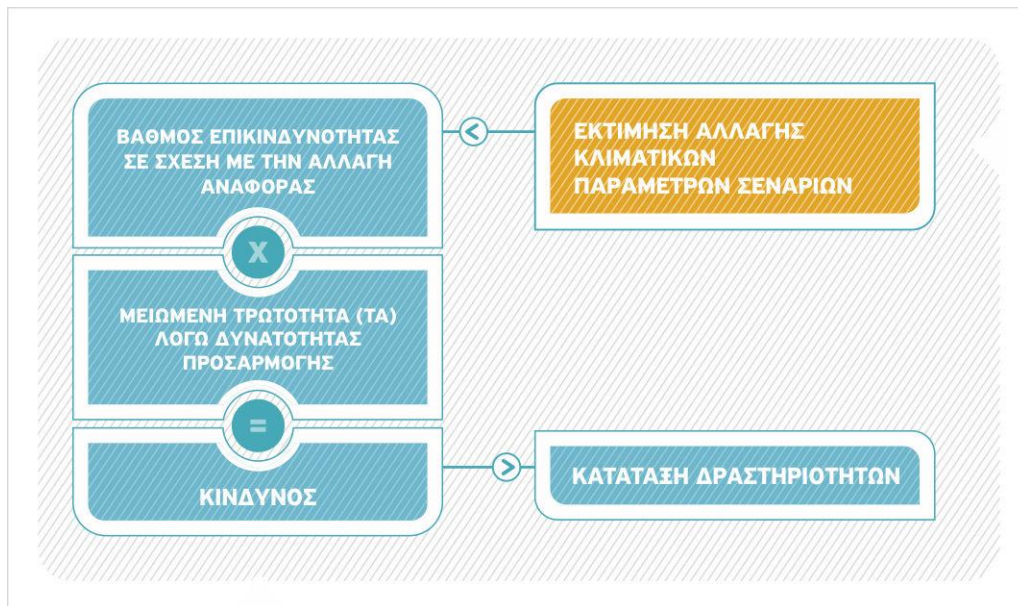 ΒΑΘΜΟΣ ΕΠΙΚΙΝΔΥΝΟΤΗΤΑΣ
ΣΕ ΣΧΕΣΗ ΜΕ ΤΗΝ ΑΛΛΑΓΗ
ΑΝΑΦΟΡΑΣ
<
ΕΚΤΙΜΗΣΗ ΑΛΛΑΓΗΣ
ΚΛΙΜΑΤΙΚΩΝ
ΠΑΡΑΜΕΤΡΩΝ ΣΕΝΑΡΙΩΝ
X
ΜΕΙΩΜΕΝΗ ΤΡΩΤΟΤΗΤΑ (ΤΑ)
ΛΟΓΩ ΔΥΝΑΤΟΤΗΤΑΣ
ΠΡΟΣΑΡΜΟΓΗΣ
=
ΚΙΝΔΥΝΟΣ
>
ΚΑΤΑΤΑΞΗ ΔΡΑΣΤΗΡΙΟΤΗΤΩΝ